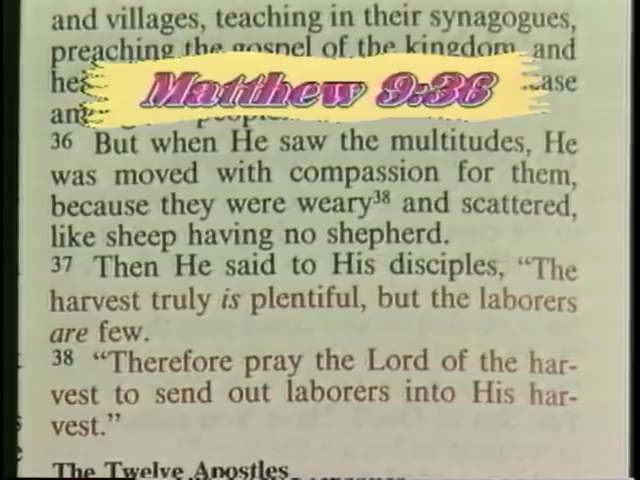 and villages, teaching in their synagogues,
preaching the gospel of the kingdom and
Matthew 9:36
36 But when He saw the multitudes, He
was moved with compassion for them,
because they were weary38 and scattered,
like sheep having no shepherd.
37 Then He said to His disciples, “The
harvest truly is plentiful, but the laborers
are few.
38 “Therefore pray the Lord of the har-
vest to send out laborers into His har-
vest.”
The Twelve Apostles